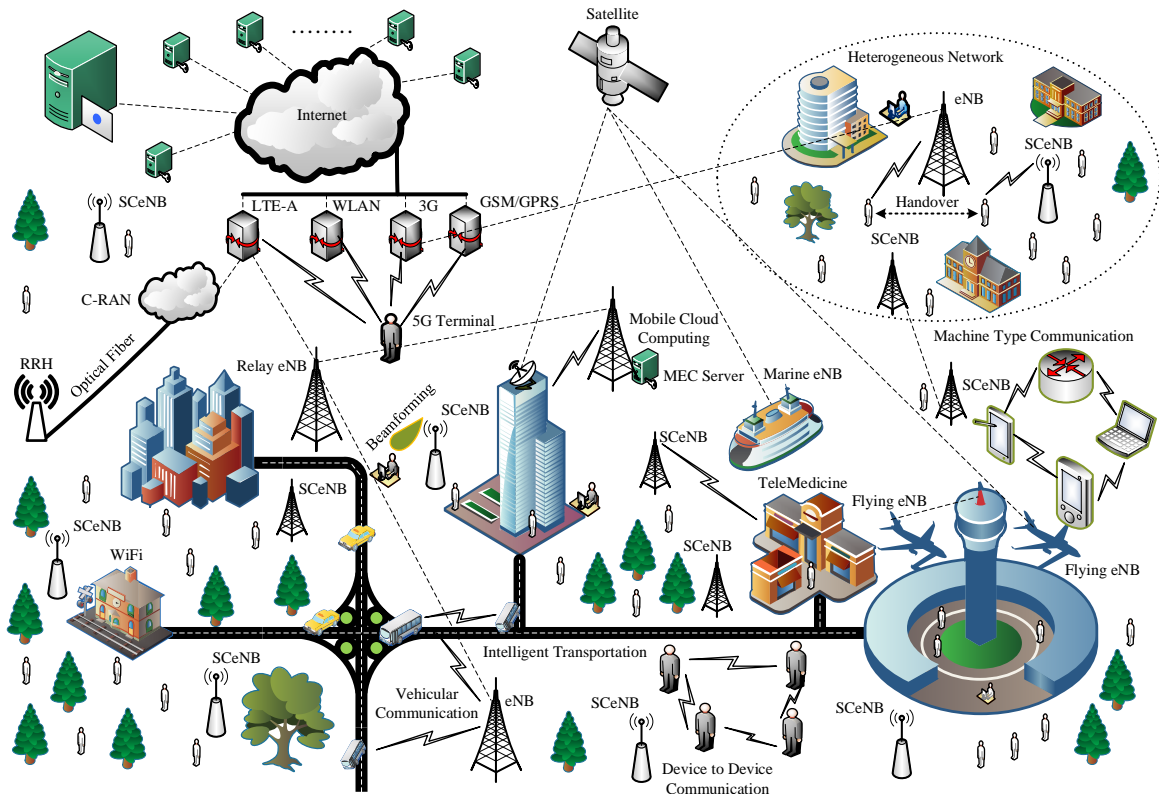 Satellite
Heterogeneous Network
eNB
Internet
SCeNB
LTE-A
WLAN
3G
GSM/GPRS
SCeNB
Handover
SCeNB
C-RAN
5G Terminal
Mobile Cloud
Computing
Machine Type Communication
Optical Fiber
RRH
Relay eNB
MEC Server
Marine eNB
SCeNB
Beamforming
SCeNB
SCeNB
TeleMedicine
SCeNB
Flying eNB
SCeNB
WiFi
SCeNB
Flying eNB
Intelligent Transportation
SCeNB
Vehicular
Communication
eNB
SCeNB
SCeNB
Device to Device
Communication